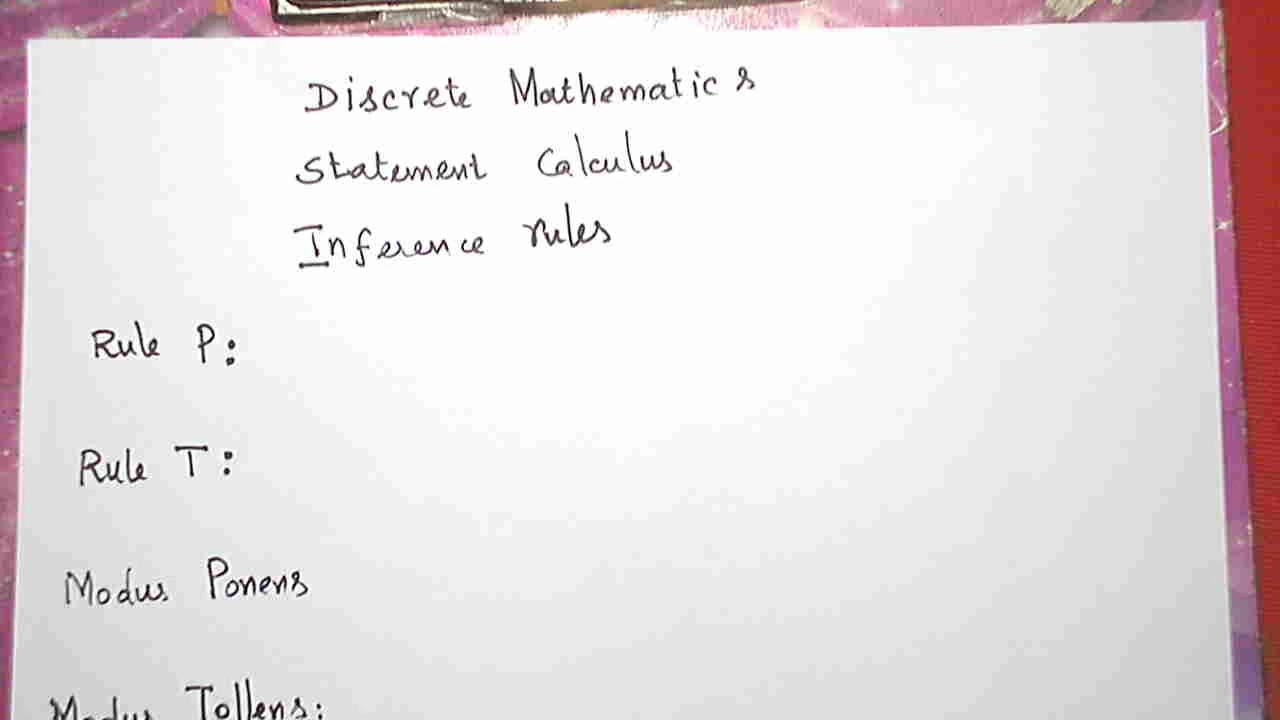 Discrete Mathematics
Statement Calculus
Inference rules
Rule P:
Rule T:
Modus Ponens
Modus Tollens: